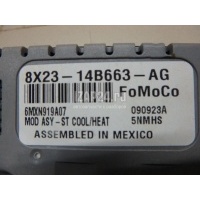 8X23-14B663-AG
FoMoCo
6MXN919A07
090923A
MOD ASY-ST COOL/HEAT
5NMHS
ASSEMBLED IN MEXICO